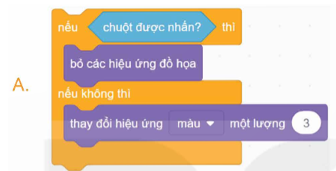 nếu chuột được nhấn? thì
bỏ các hiệu ứng đồ họa
A.
nếu không thì
thay đổi hiệu ứng màu một lượng 3